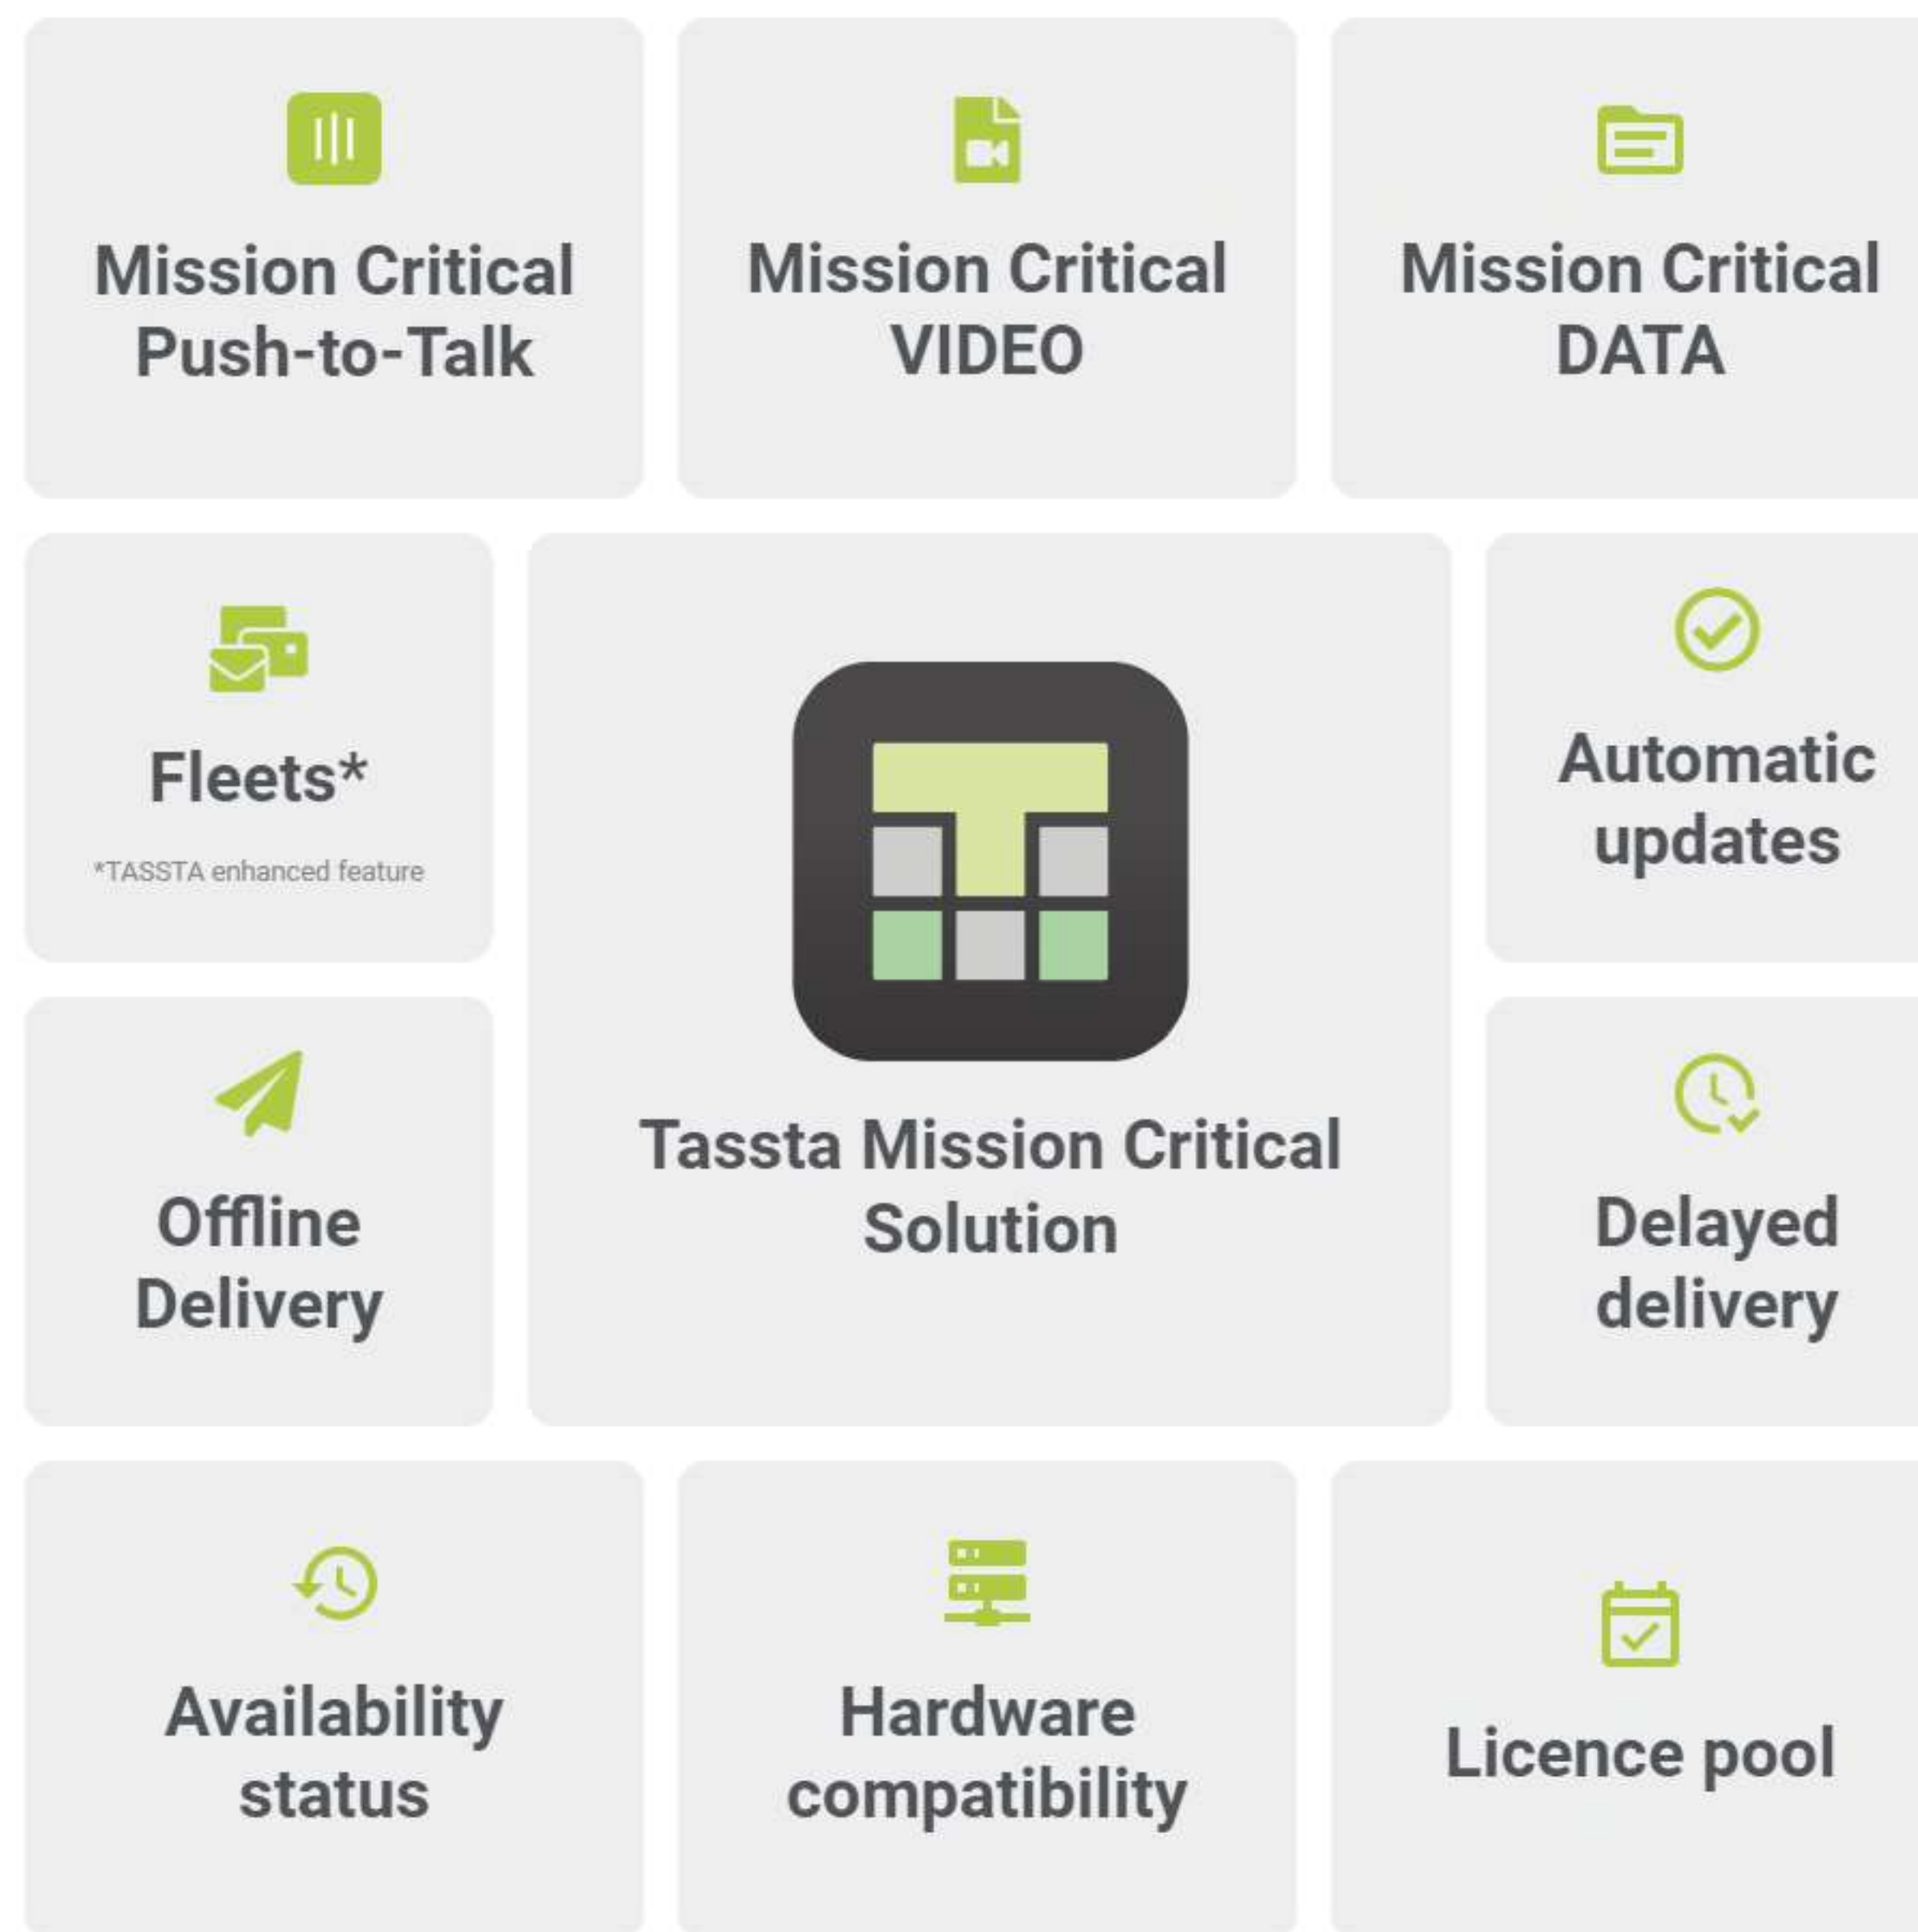 Mission Critical
Push-to-Talk
Mission Critical
VIDEO
Mission Critical
DATA
Fleets*
*TASSTA enhanced feature
Tassta Mission Critical
Solution
Automatic
updates
Offline
Delivery
Delayed
delivery
Availability
status
Hardware
compatibility
Licence pool